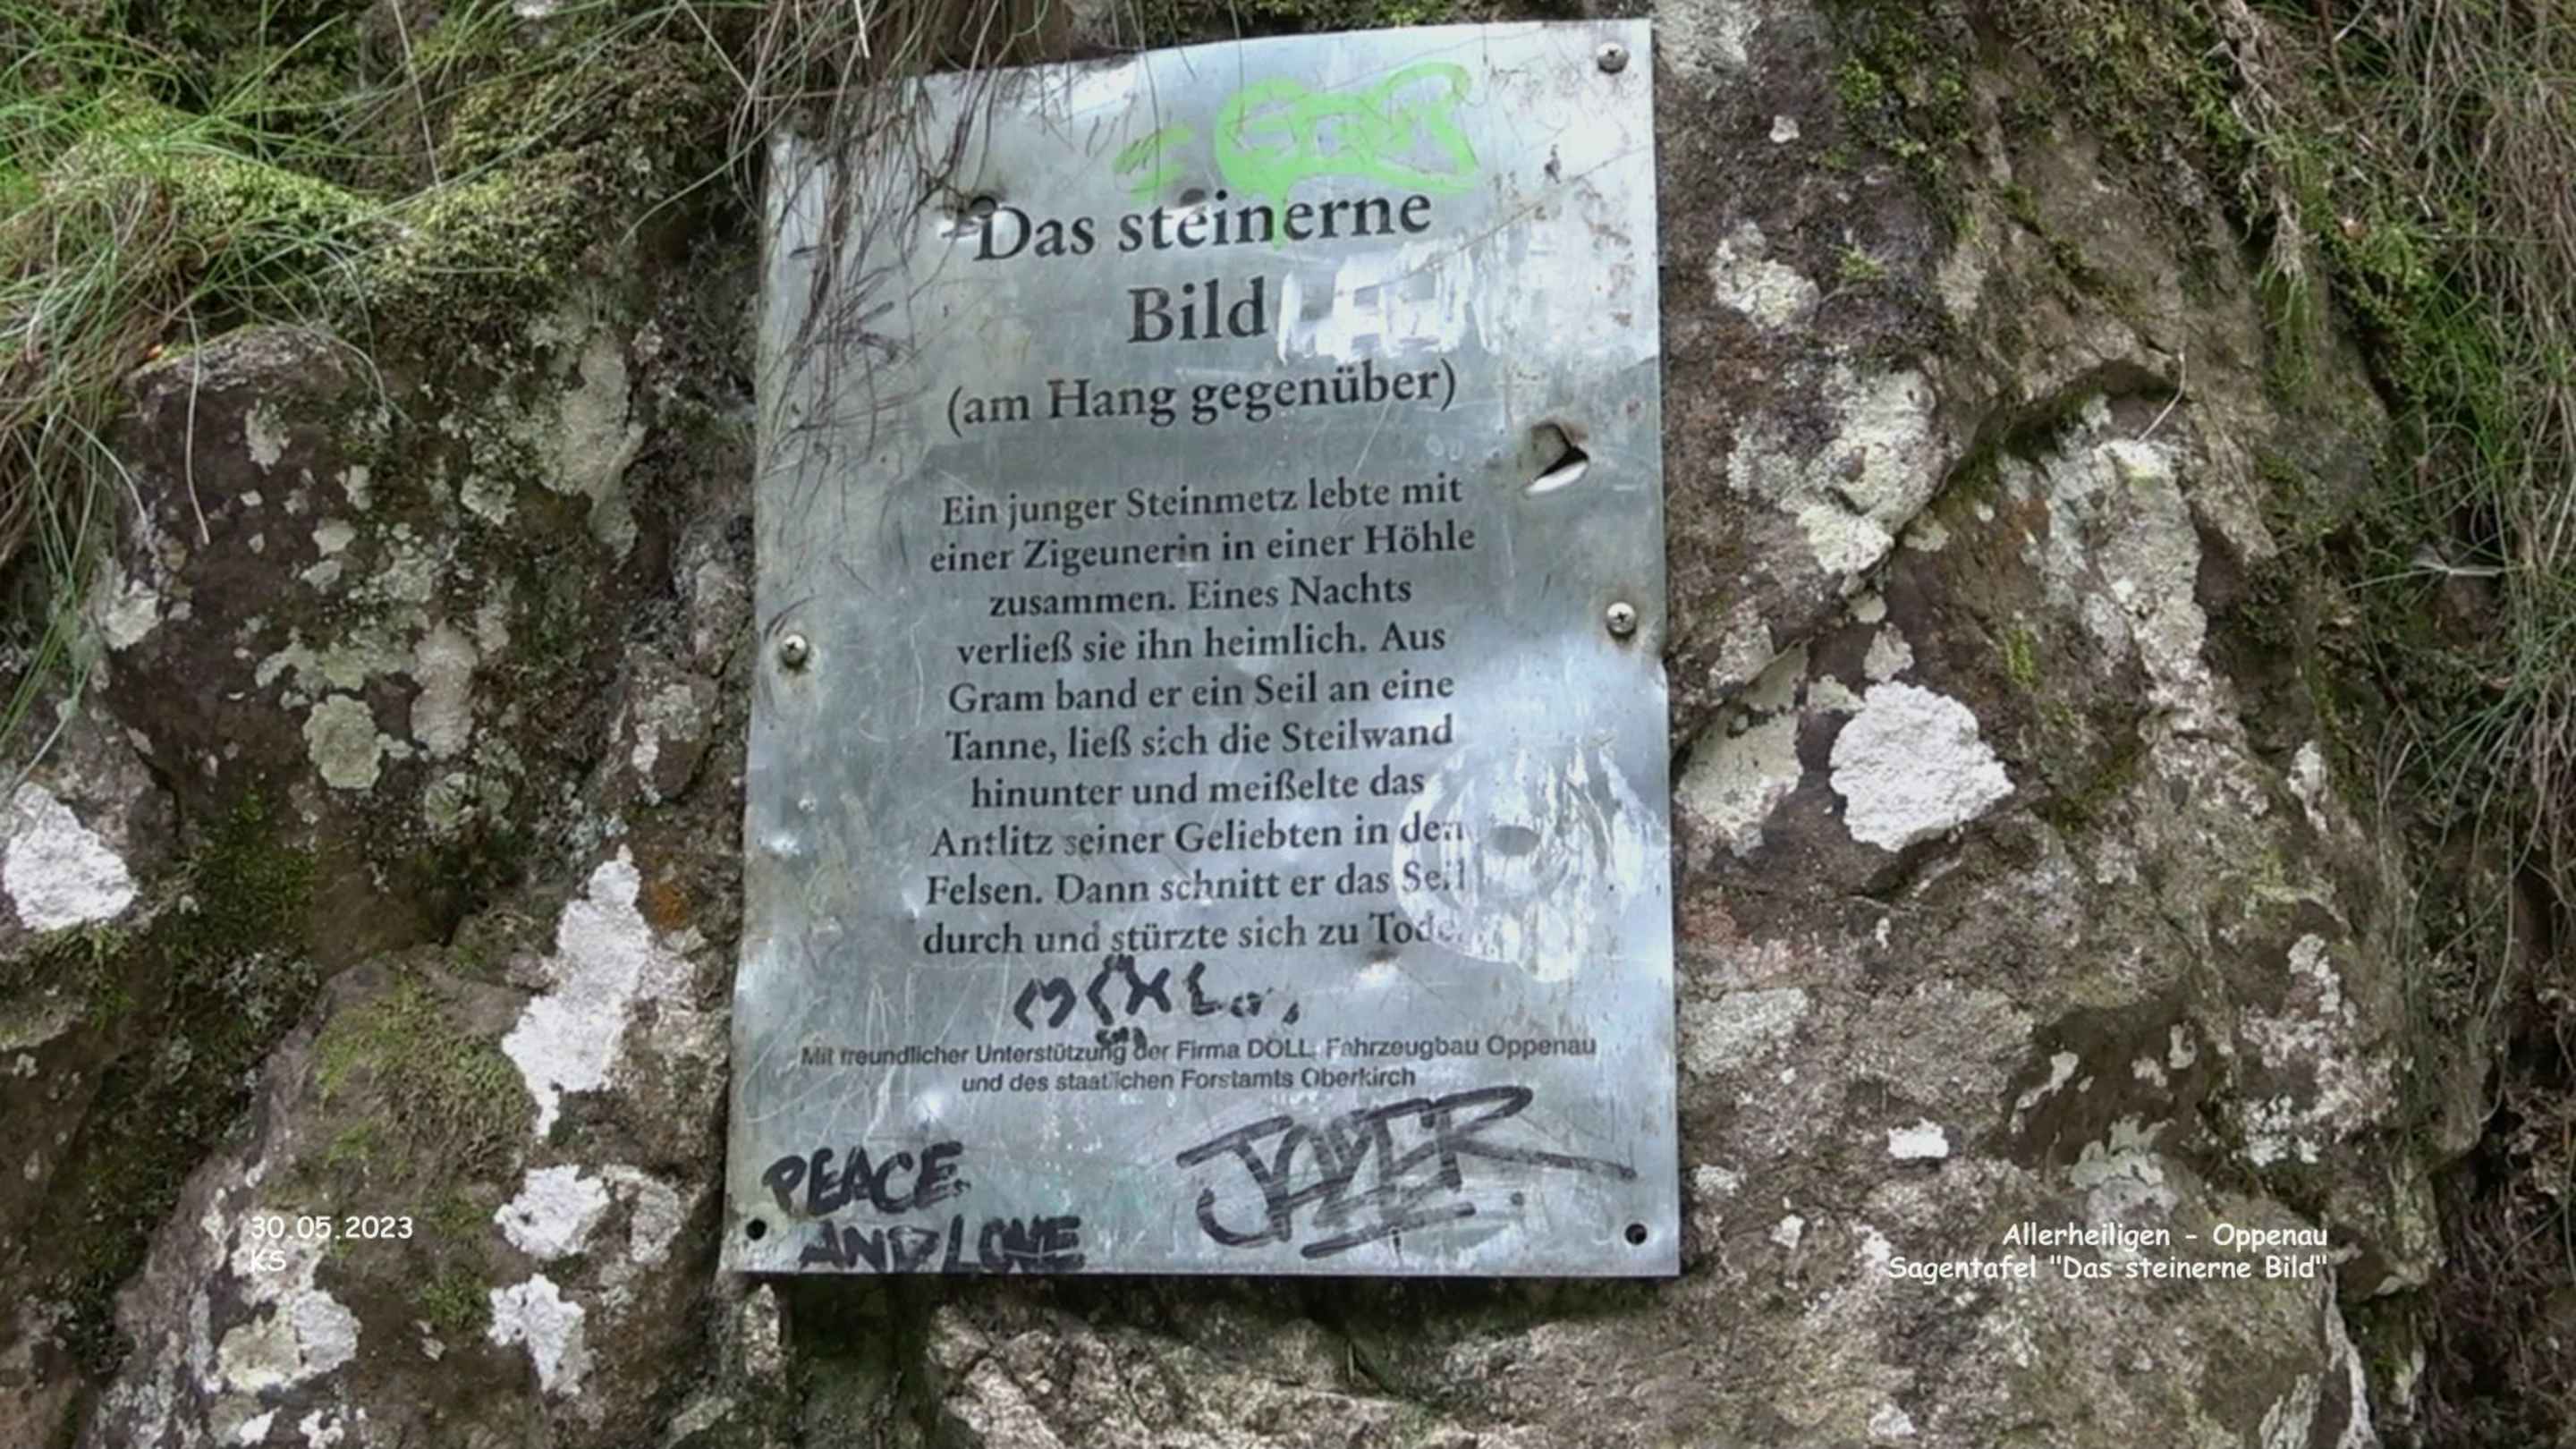 Das steinerne
Bild
(am Hang gegenüber)
Ein junger Steinmetz lebte mit
einer Zigeunerin in einer Höhle
zusammen. Eines Nachts
verließ sie ihn heimlich. Aus
Gram band er ein Seil an eine
Tanne, ließ sich die Steilwand
hinunter und meißelte das
Antlitz seiner Geliebten in den
Felsen. Dann schnitt er das Seil
durch und stürzte sich zu Tode.
Mit freundlicher Unterstützung der Firma DOLL Fahrzeugbau Oppenau
und des staatlichen Forstamts Oberkirch
PEACE
AND LOVE
30.05.2023
KS
Allerheiligen - Oppenau
Sagentafel "Das steinerne Bild"